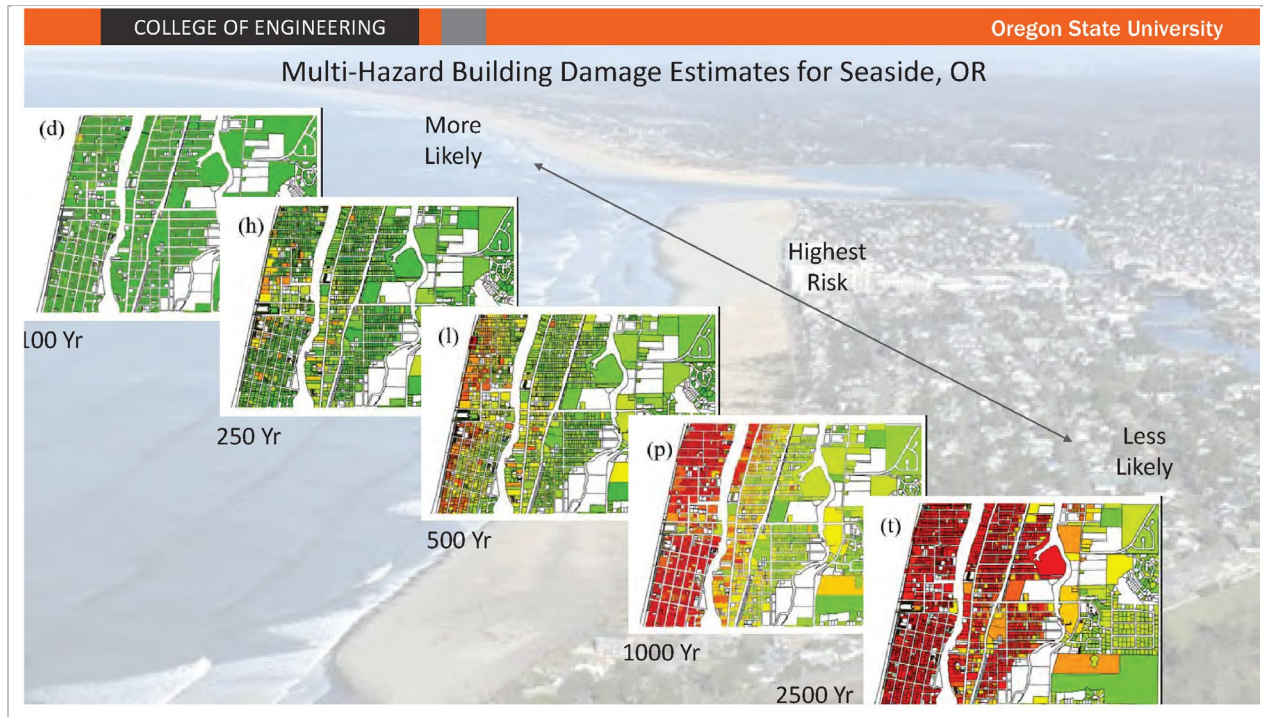 COLLEGE OF ENGINEERING
Oregon State University
Multi-Hazard Building Damage Estimates for Seaside, OR
(d)
More
Likely
(h)
Highest
Risk
100 Yr
(l)
250 Yr
Less
Likely
(p)
500 Yr
(t)
1000 Yr
2500 Yr